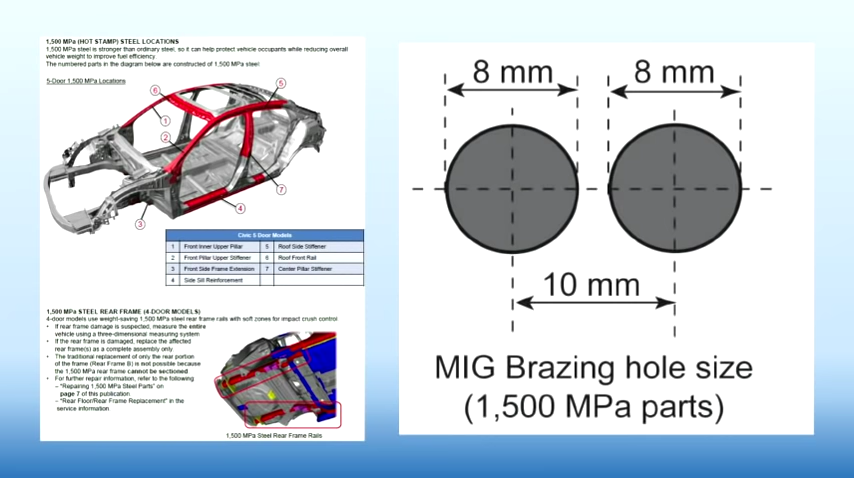 1,500 MPa (HOT STAMP) STEEL LOCATIONS
1,500 MPa steel is stronger than ordinary steel, so it can help protect vehicle occupants while reducing overall
vehicle weight to improve fuel efficiency.
The numbered parts in the diagram below are constructed of 1,500 MPa steel
5-Door 1,500 MPa Locations
6
5
1
2
7
3
4
Civic 5 Door Models
1 Front Inner Upper Pillar 5 Roof Side Stiffener
2 Front Pillar Upper Stiffener 6 Roof Front Rail
3 Front Side Frame Extension 7 Center Pillar Stiffener
4 Side Sill Reinforcement
1,500 MPa STEEL REAR FRAME (4-DOOR MODELS)
4-door models use weight-saving 1,500 MPa steel rear frame rails with soft zones for impact crush control
• If rear frame damage is suspected, measure the entire
vehicle using a three-dimensional measuring system
• If the rear frame is damaged, replace the affected
rear frame(s) as a complete assembly only
• The traditional replacement of only the rear portion
of the frame (Rear Frame B) is not possible because
the 1,500 MPa rear frame cannot be sectioned
• For further repair information, refer to the following
– "Repairing 1,500 MPa Steel Parts" on
page 7 of this publication
– "Rear Floor/Rear Frame Replacement" in the
service information
1,500 MPa Steel Rear Frame Rails
8 mm 8 mm
10 mm
MIG Brazing hole size
(1,500 MPa parts)